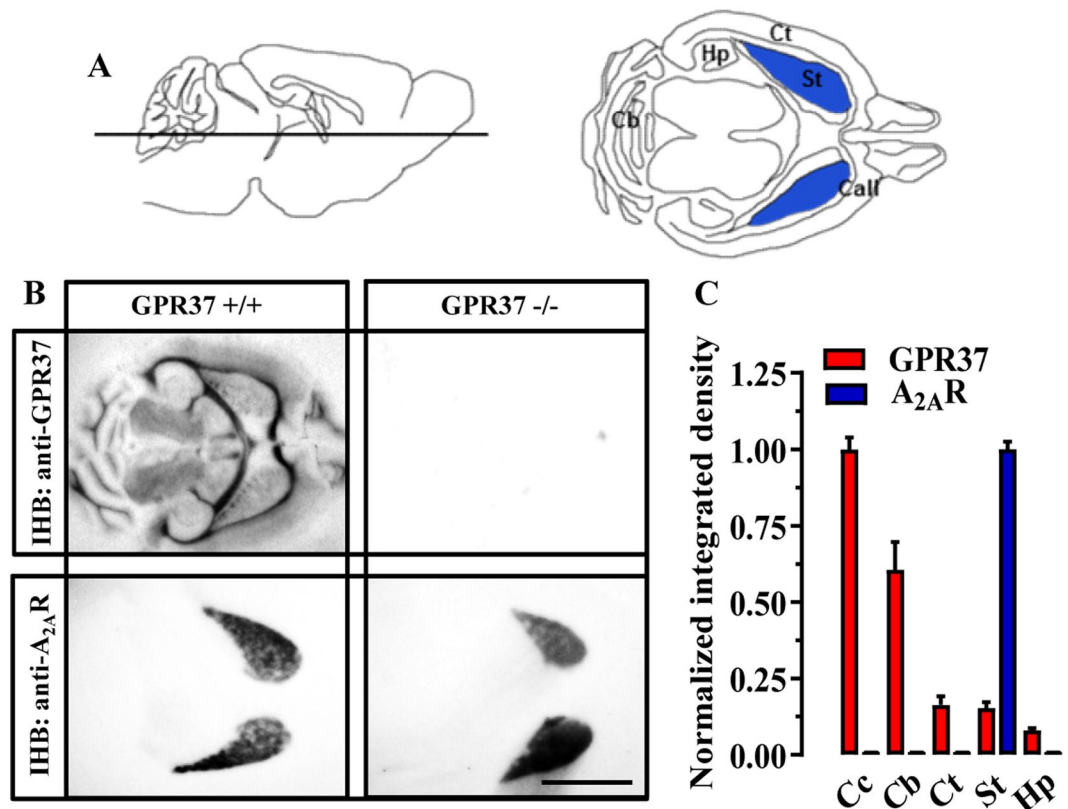 A
Ct
Hp
St
Cb
Call
B
GPR37 +/+
GPR37 -/-
IHB: anti-GPR37
IHB: anti-A2AR
C
GPR37
A2AR
Normalized integrated density
1.25
1.00
0.75
0.50
0.25
0.00
Cc
Cb
Ct
St
Hp